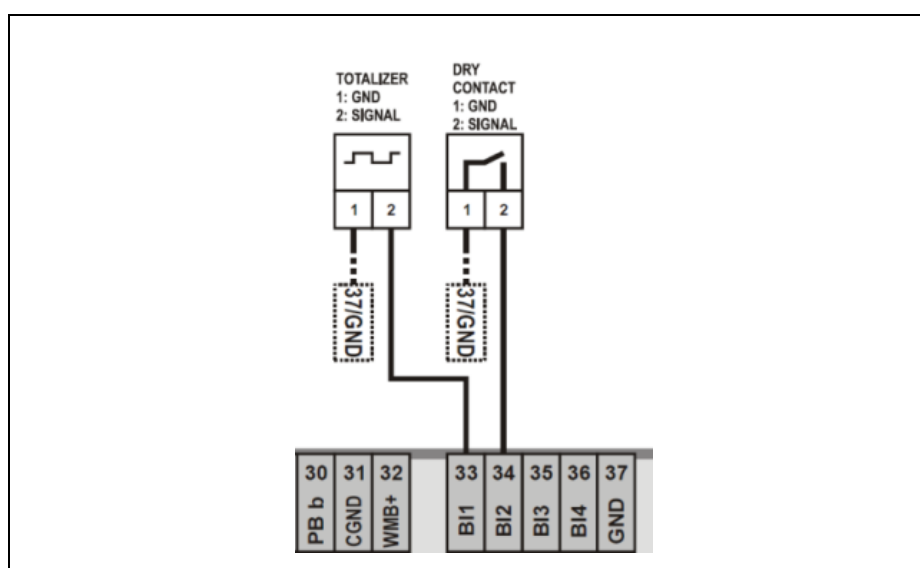 TOTALIZER
1: GND
2: SIGNAL
DRY
CONTACT
1: GND
2: SIGNAL
1 2
1 2
37/GND
37/GND
30 31 32 33 34 35 36 37
PB b CGND WMB+ BI1 BI2 BI3 BI4 GND